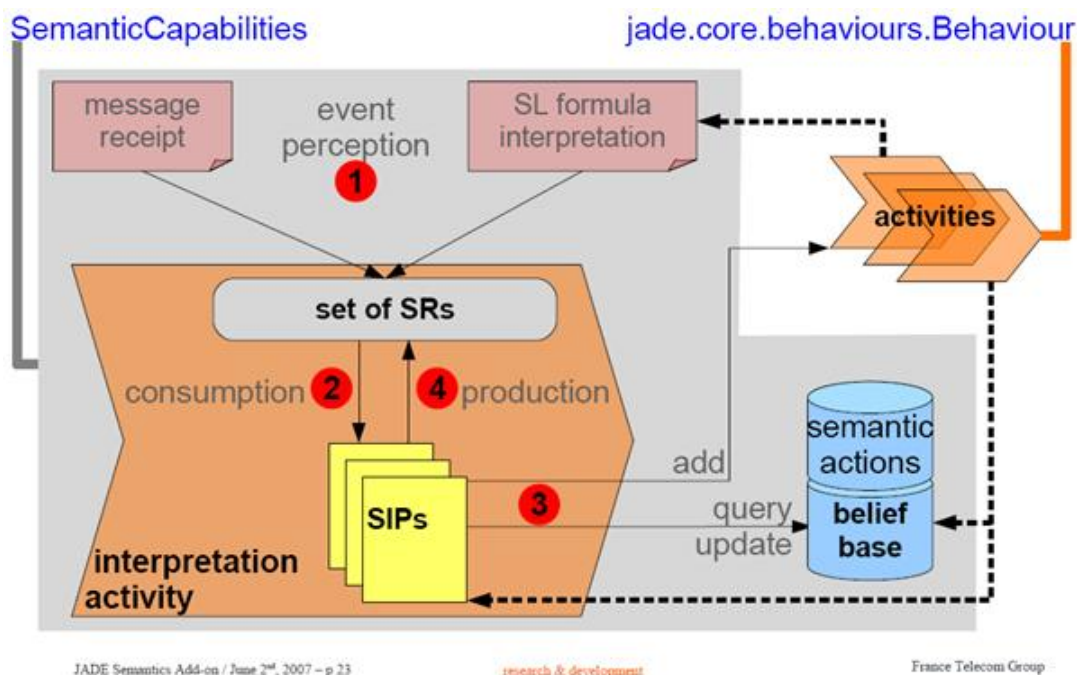 SemanticCapabilities
jade.core.behaviours.Behaviour
message
receipt
event
perception
1
SL formula
interpretation
activities
set of SRs
consumption
2
4
production
semantic
actions
add
SIPs
3
query
update
belief
base
interpretation
activity
JADE Semantics Add-on / June 2nd, 2007 – p 23
research & development
France Telecom Group